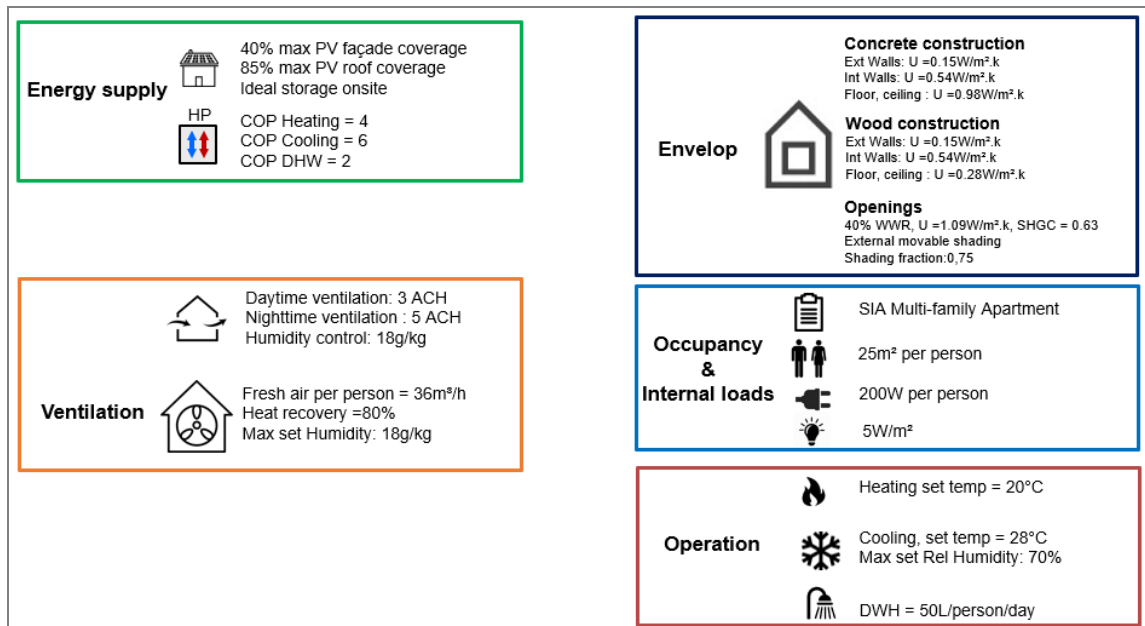 Energy supply
40% max PV façade coverage
85% max PV roof coverage
Ideal storage onsite
HP
COP Heating = 4
COP Cooling = 6
COP DHW = 2
Ventilation
Daytime ventilation: 3 ACH
Nighttime ventilation : 5 ACH
Humidity control: 18g/kg
Fresh air per person = 36m³/h
Heat recovery =80%
Max set Humidity: 18g/kg
Envelop
Concrete construction
Ext Walls: U =0.15W/m².k
Int Walls: U =0.54W/m².k
Floor, ceiling : U =0.98W/m².k
Wood construction
Ext Walls: U =0.15W/m².k
Int Walls: U =0.54W/m².k
Floor, ceiling : U =0.28W/m².k
Openings
40% WWR, U =1.09W/m².k, SHGC = 0.63
External movable shading
Shading fraction:0,75
Occupancy
&
Internal loads
SIA Multi-family Apartment
25m² per person
200W per person
5W/m²
Operation
Heating set temp = 20°C
Cooling, set temp = 28°C
Max set Rel Humidity: 70%
DWH = 50L/person/day